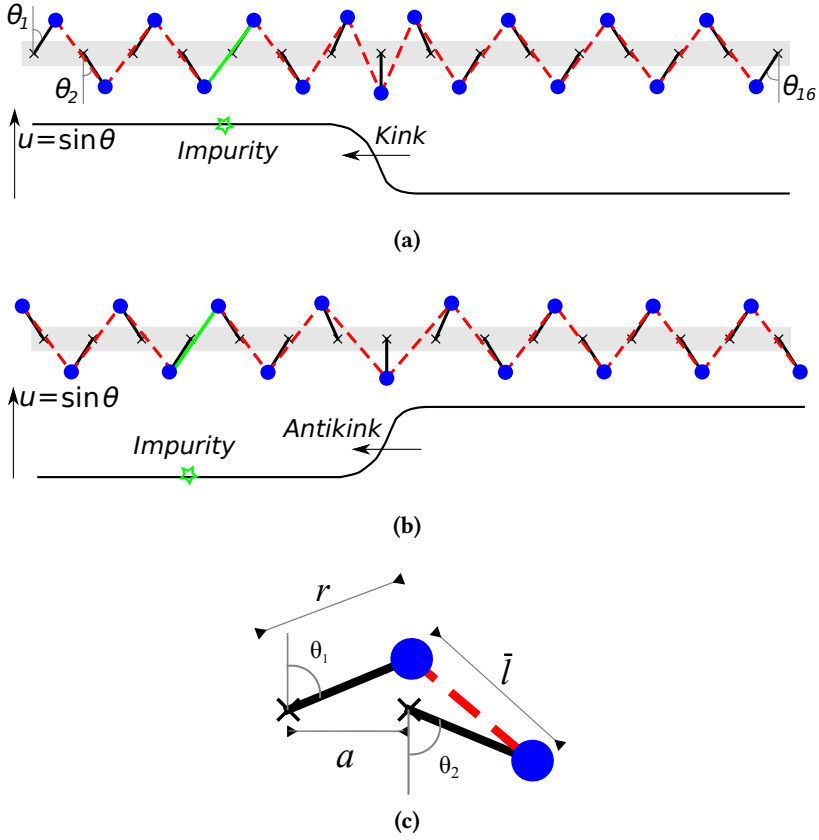 θ1
θ2
θ16
u=sinθ
Impurity
Kink
(a)
u=sinθ
Impurity
Antikink
(b)
r
θ1
l̄
a
θ2
(c)